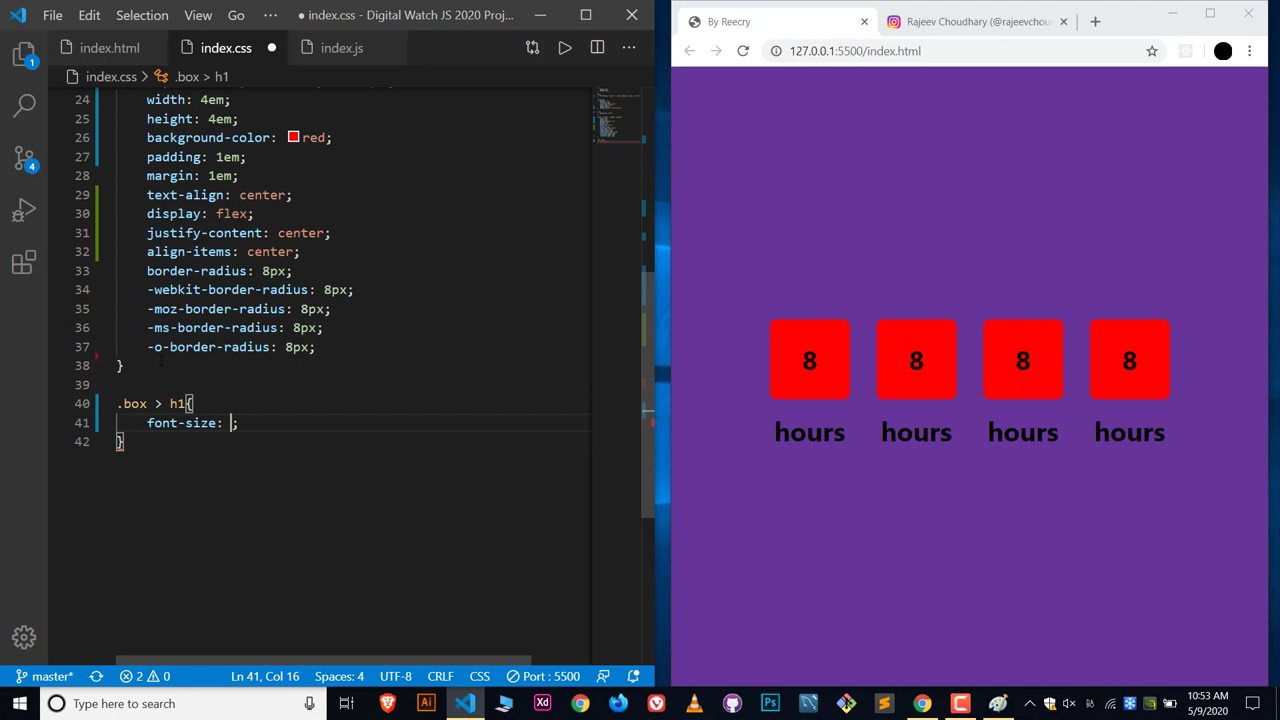 File Edit Selection View Go ··· ● index.css - Digital Watch JS 2020 Proj...
index.html index.css ● index.js
index.css > .box > h1
24 width: 4em;
25 height: 4em;
26 background-color: red;
27 padding: 1em;
28 margin: 1em;
29 text-align: center;
30 display: flex;
31 justify-content: center;
32 align-items: center;
33 border-radius: 8px;
34 -webkit-border-radius: 8px;
35 -moz-border-radius: 8px;
36 -ms-border-radius: 8px;
37 -o-border-radius: 8px;
38 }
39
40 .box > h1{
41 font-size: ;
42 }
1
4
master* 2 0 Ln 41, Col 16 Spaces: 4 UTF-8 CRLF CSS Port : 5500
By Reecry Rajeev Choudhary (@rajeevchou
127.0.0.1:5500/index.html
8 8 8 8
hours hours hours hours
Type here to search
10:53 AM
5/9/2020